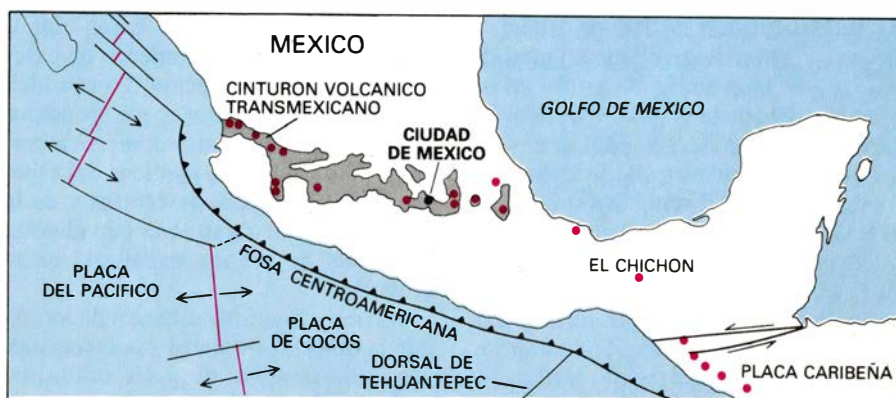 MEXICO
CINTURON VOLCANICO
TRANSMEXICANO
GOLFO DE MEXICO
CIUDAD
DE MEXICO
EL CHICHON
FOSA CENTROAMERICANA
PLACA
DEL PACIFICO
PLACA
DE COCOS
DORSAL DE
TEHUANTEPEC
PLACA CARIBEÑA